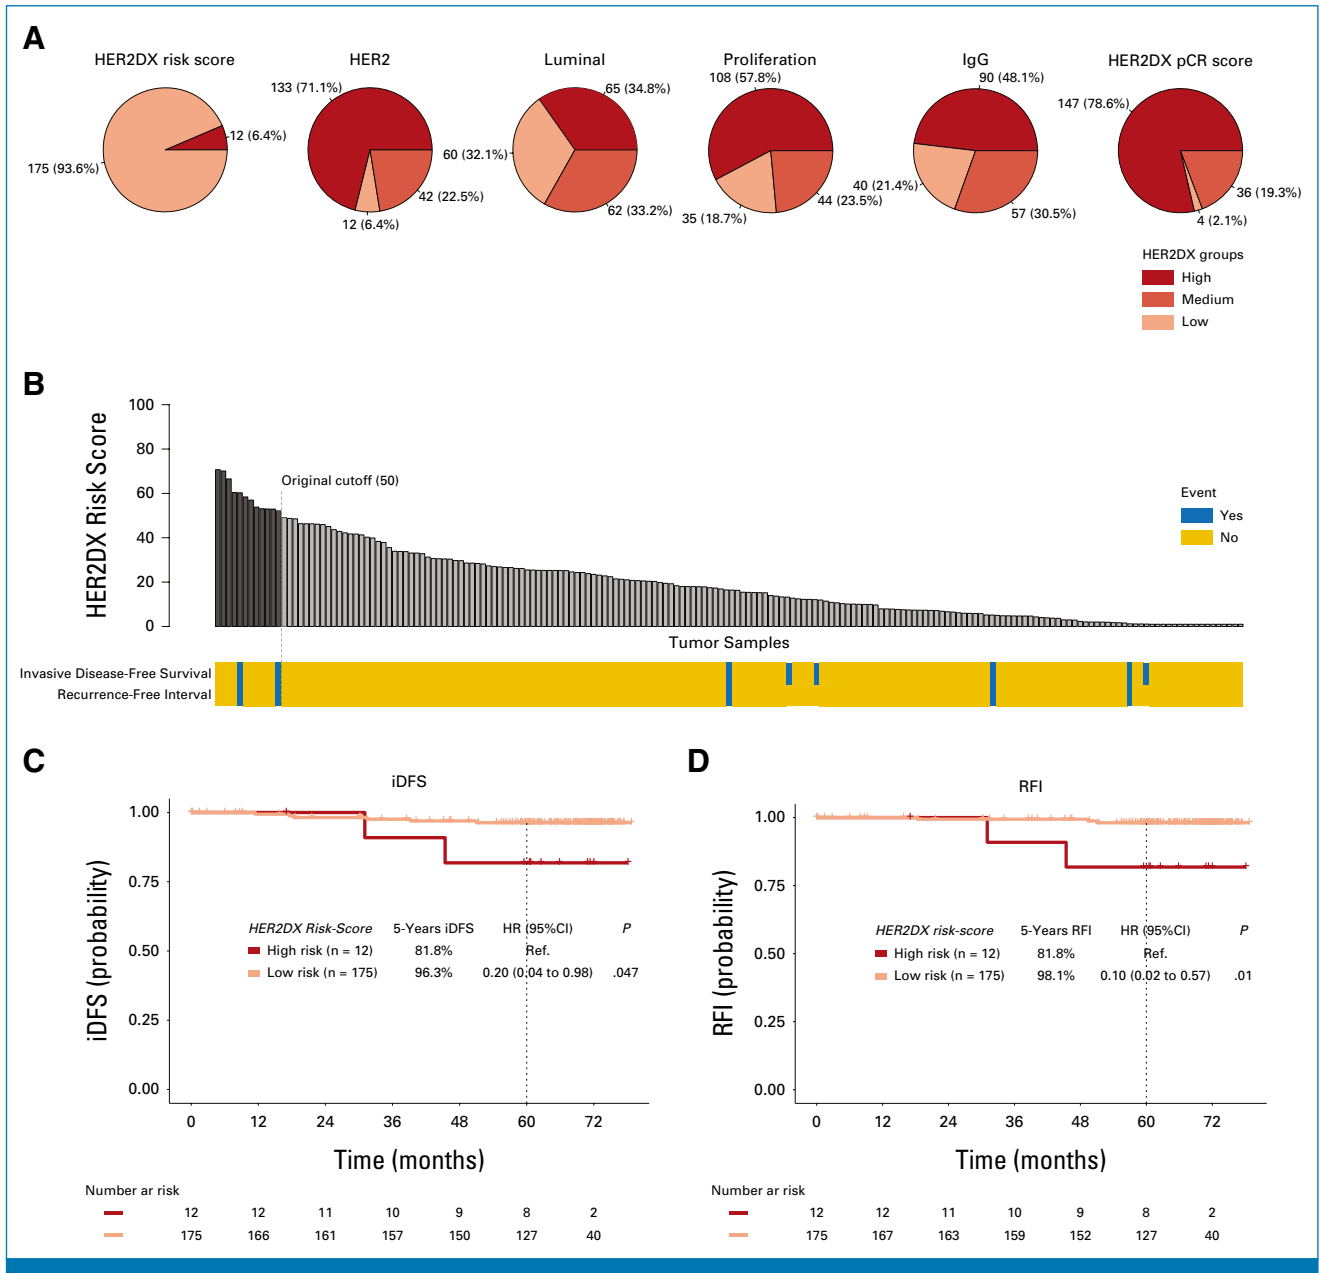 A
HER2DX risk score
HER2
Luminal
Proliferation
IgG
HER2DX pCR score
12 (6.4%)
175 (93.6%)
133 (71.1%)
42 (22.5%)
12 (6.4%)
65 (34.8%)
60 (32.1%)
62 (33.2%)
108 (57.8%)
44 (23.5%)
35 (18.7%)
90 (48.1%)
40 (21.4%)
57 (30.5%)
147 (78.6%)
36 (19.3%)
4 (2.1%)
HER2DX groups
High
Medium
Low
B
HER2DX Risk Score
100
80
60
40
20
0
Original cutoff (50)
Event
Yes
No
Tumor Samples
Invasive Disease-Free Survival
Recurrence-Free Interval
C
iDFS
iDFS (probability)
1.00
0.75
0.50
0.25
0.00
HER2DX Risk-Score 5-Years iDFS HR (95%CI) P
High risk (n = 12) 81.8% Ref.
Low risk (n = 175) 96.3% 0.20 (0.04 to 0.98) .047
0 12 24 36 48 60 72
Time (months)
Number ar risk
12 12 11 10 9 8 2
175 166 161 157 150 127 40
D
RFI
RFI (probability)
1.00
0.75
0.50
0.25
0.00
HER2DX risk-score 5-Years RFI HR (95%CI) P
High risk (n = 12) 81.8% Ref.
Low risk (n = 175) 98.1% 0.10 (0.02 to 0.57) .01
0 12 24 36 48 60 72
Time (months)
Number ar risk
12 12 11 10 9 8 2
175 167 163 159 152 127 40